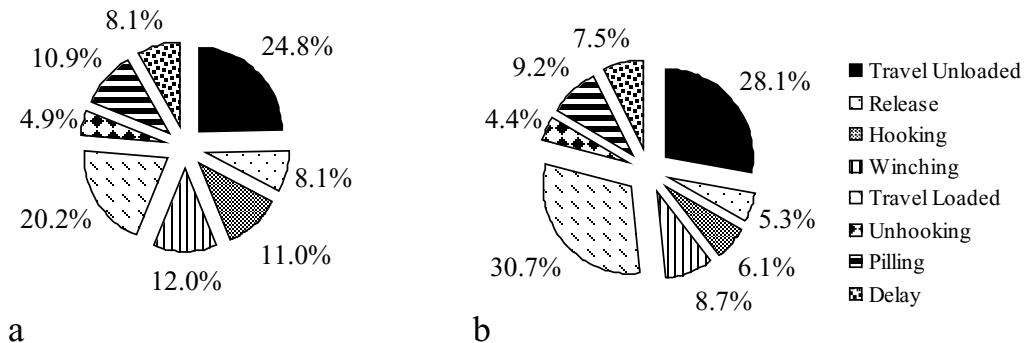 8.1%
24.8%
10.9%
4.9%
8.1%
20.2%
11.0%
12.0%
a
7.5%
28.1%
9.2%
4.4%
5.3%
30.7%
6.1%
8.7%
b
Travel Unloaded
Release
Hooking
Winching
Travel Loaded
Unhooking
Pilling
Delay